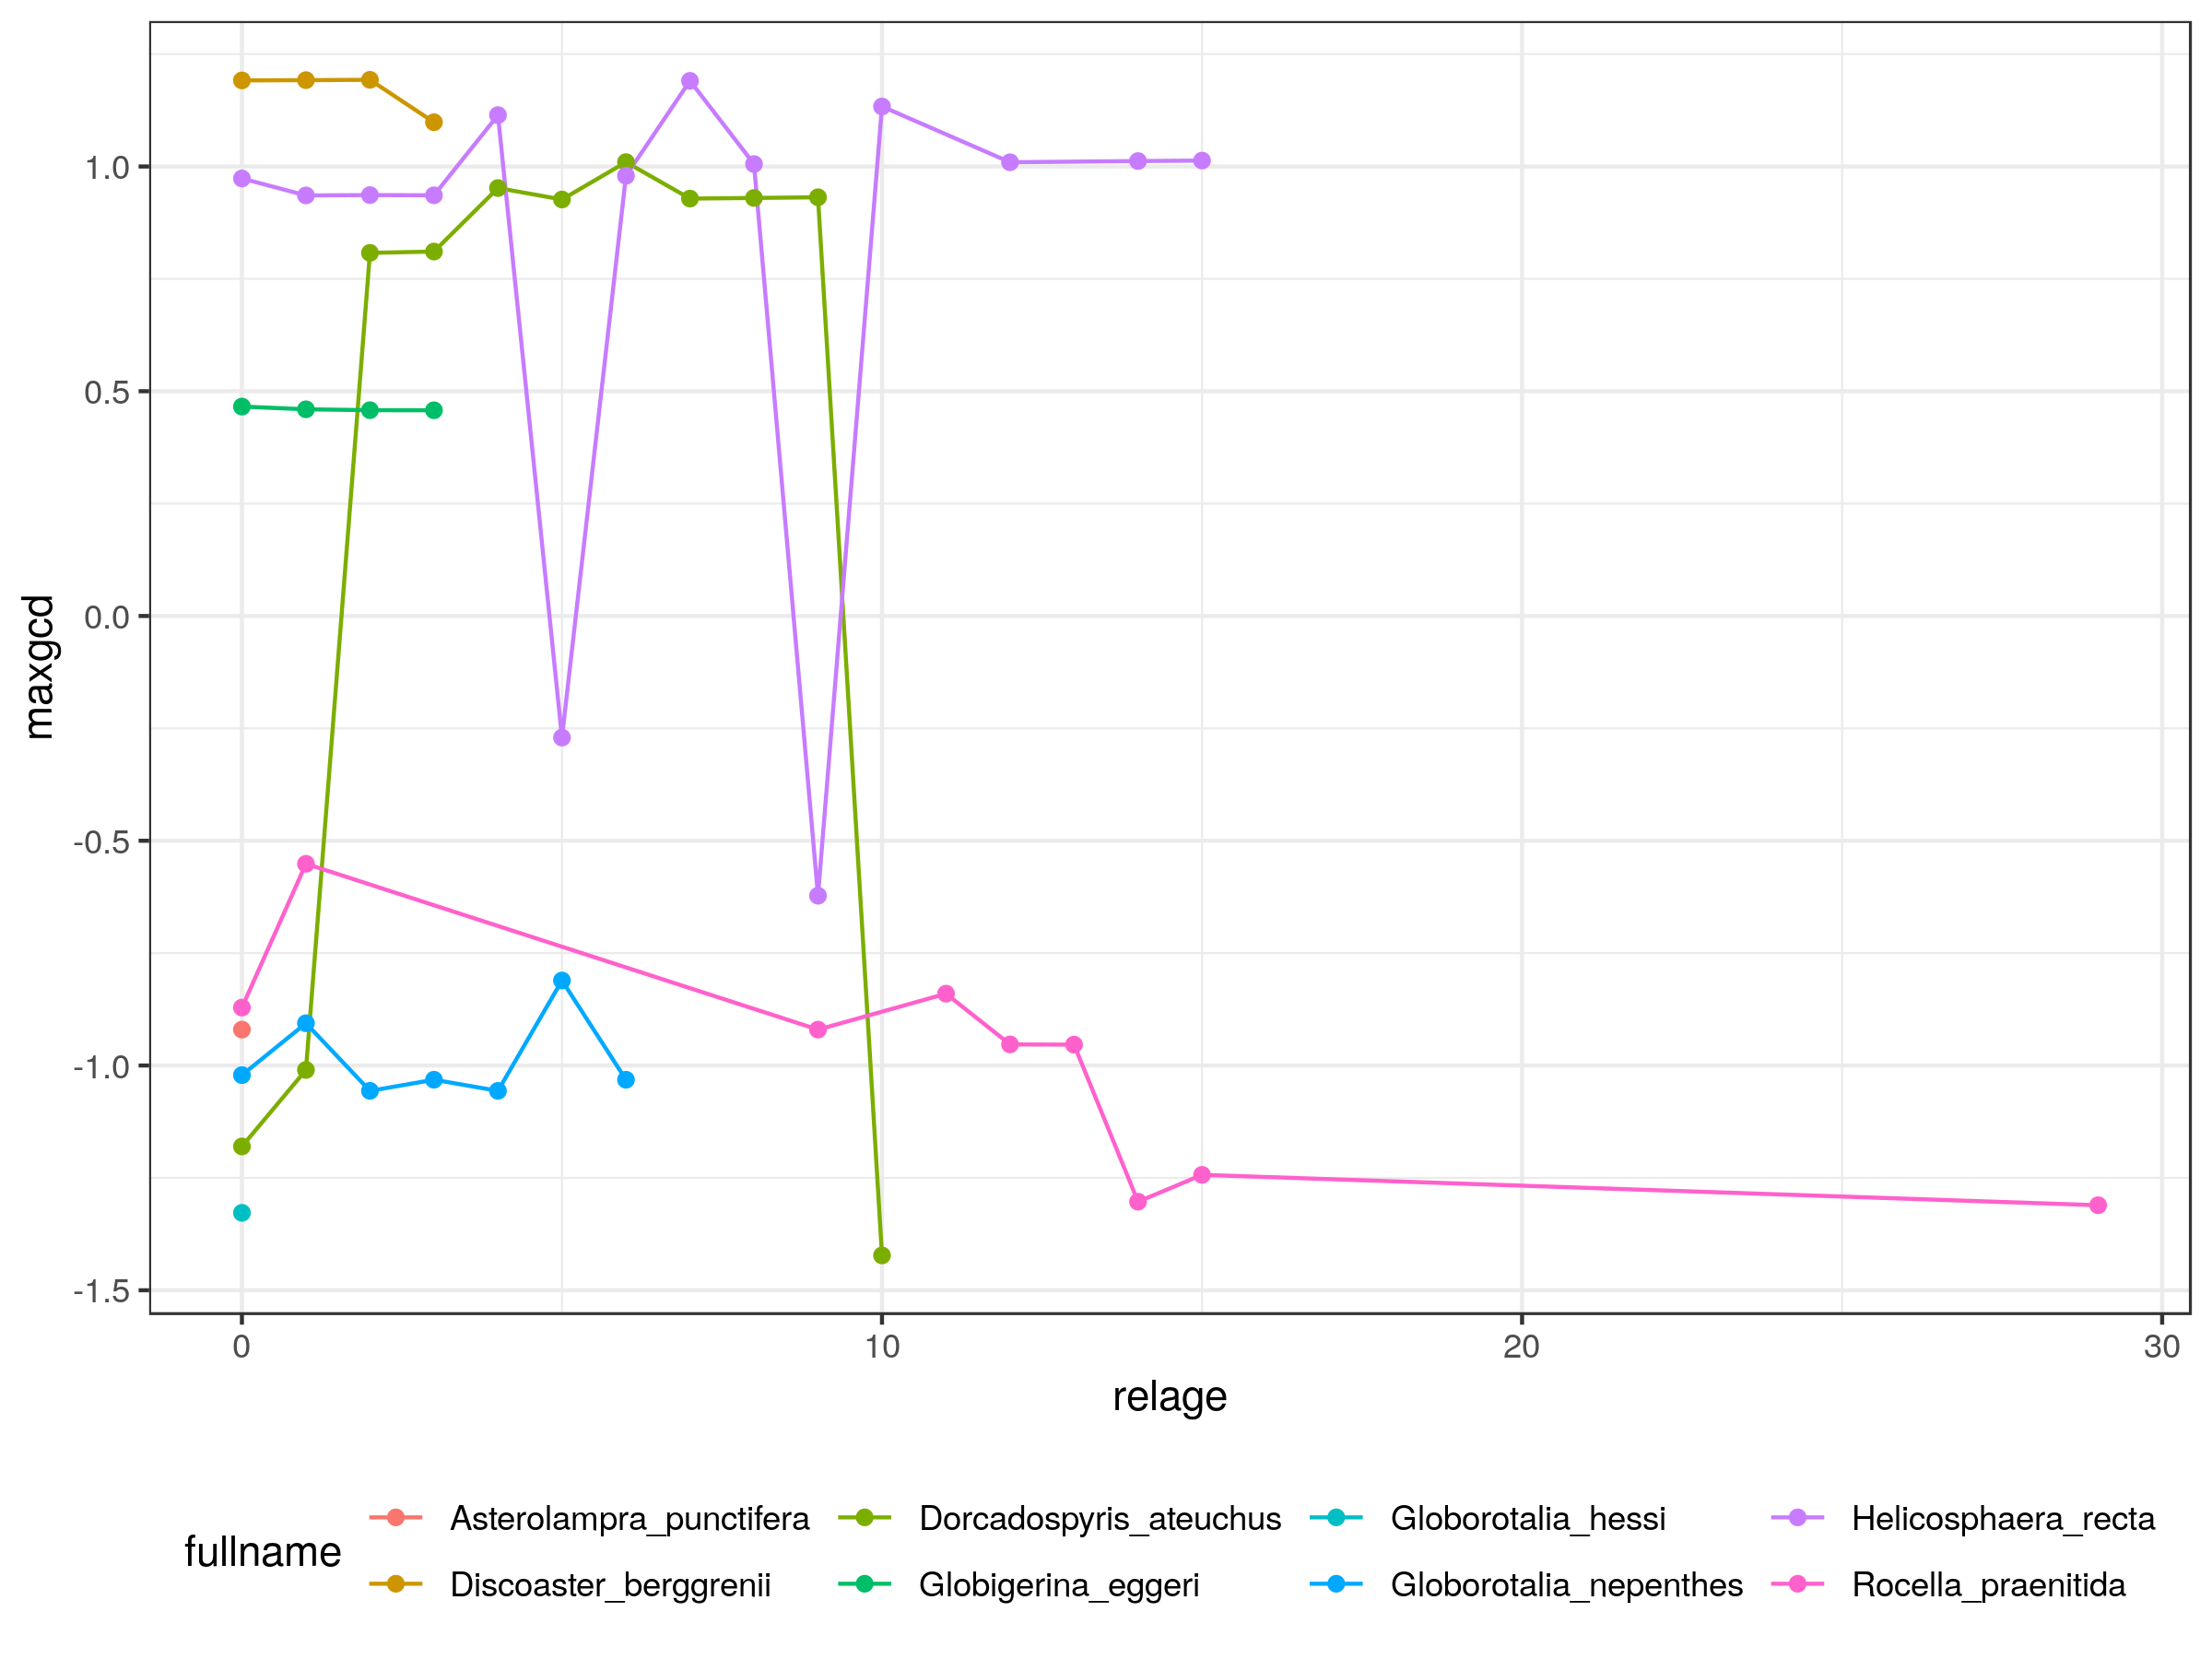 maxgcd
1.0
0.5
0.0
-0.5
-1.0
-1.5
0 10 20 30
relage
fullname
Asterolampra_punctifera Dorcadospyris_ateuchus Globorotalia_hessi Helicosphaera_recta
Discoaster_berggrenii Globigerina_eggeri Globorotalia_nepenthes Rocella_praenitida